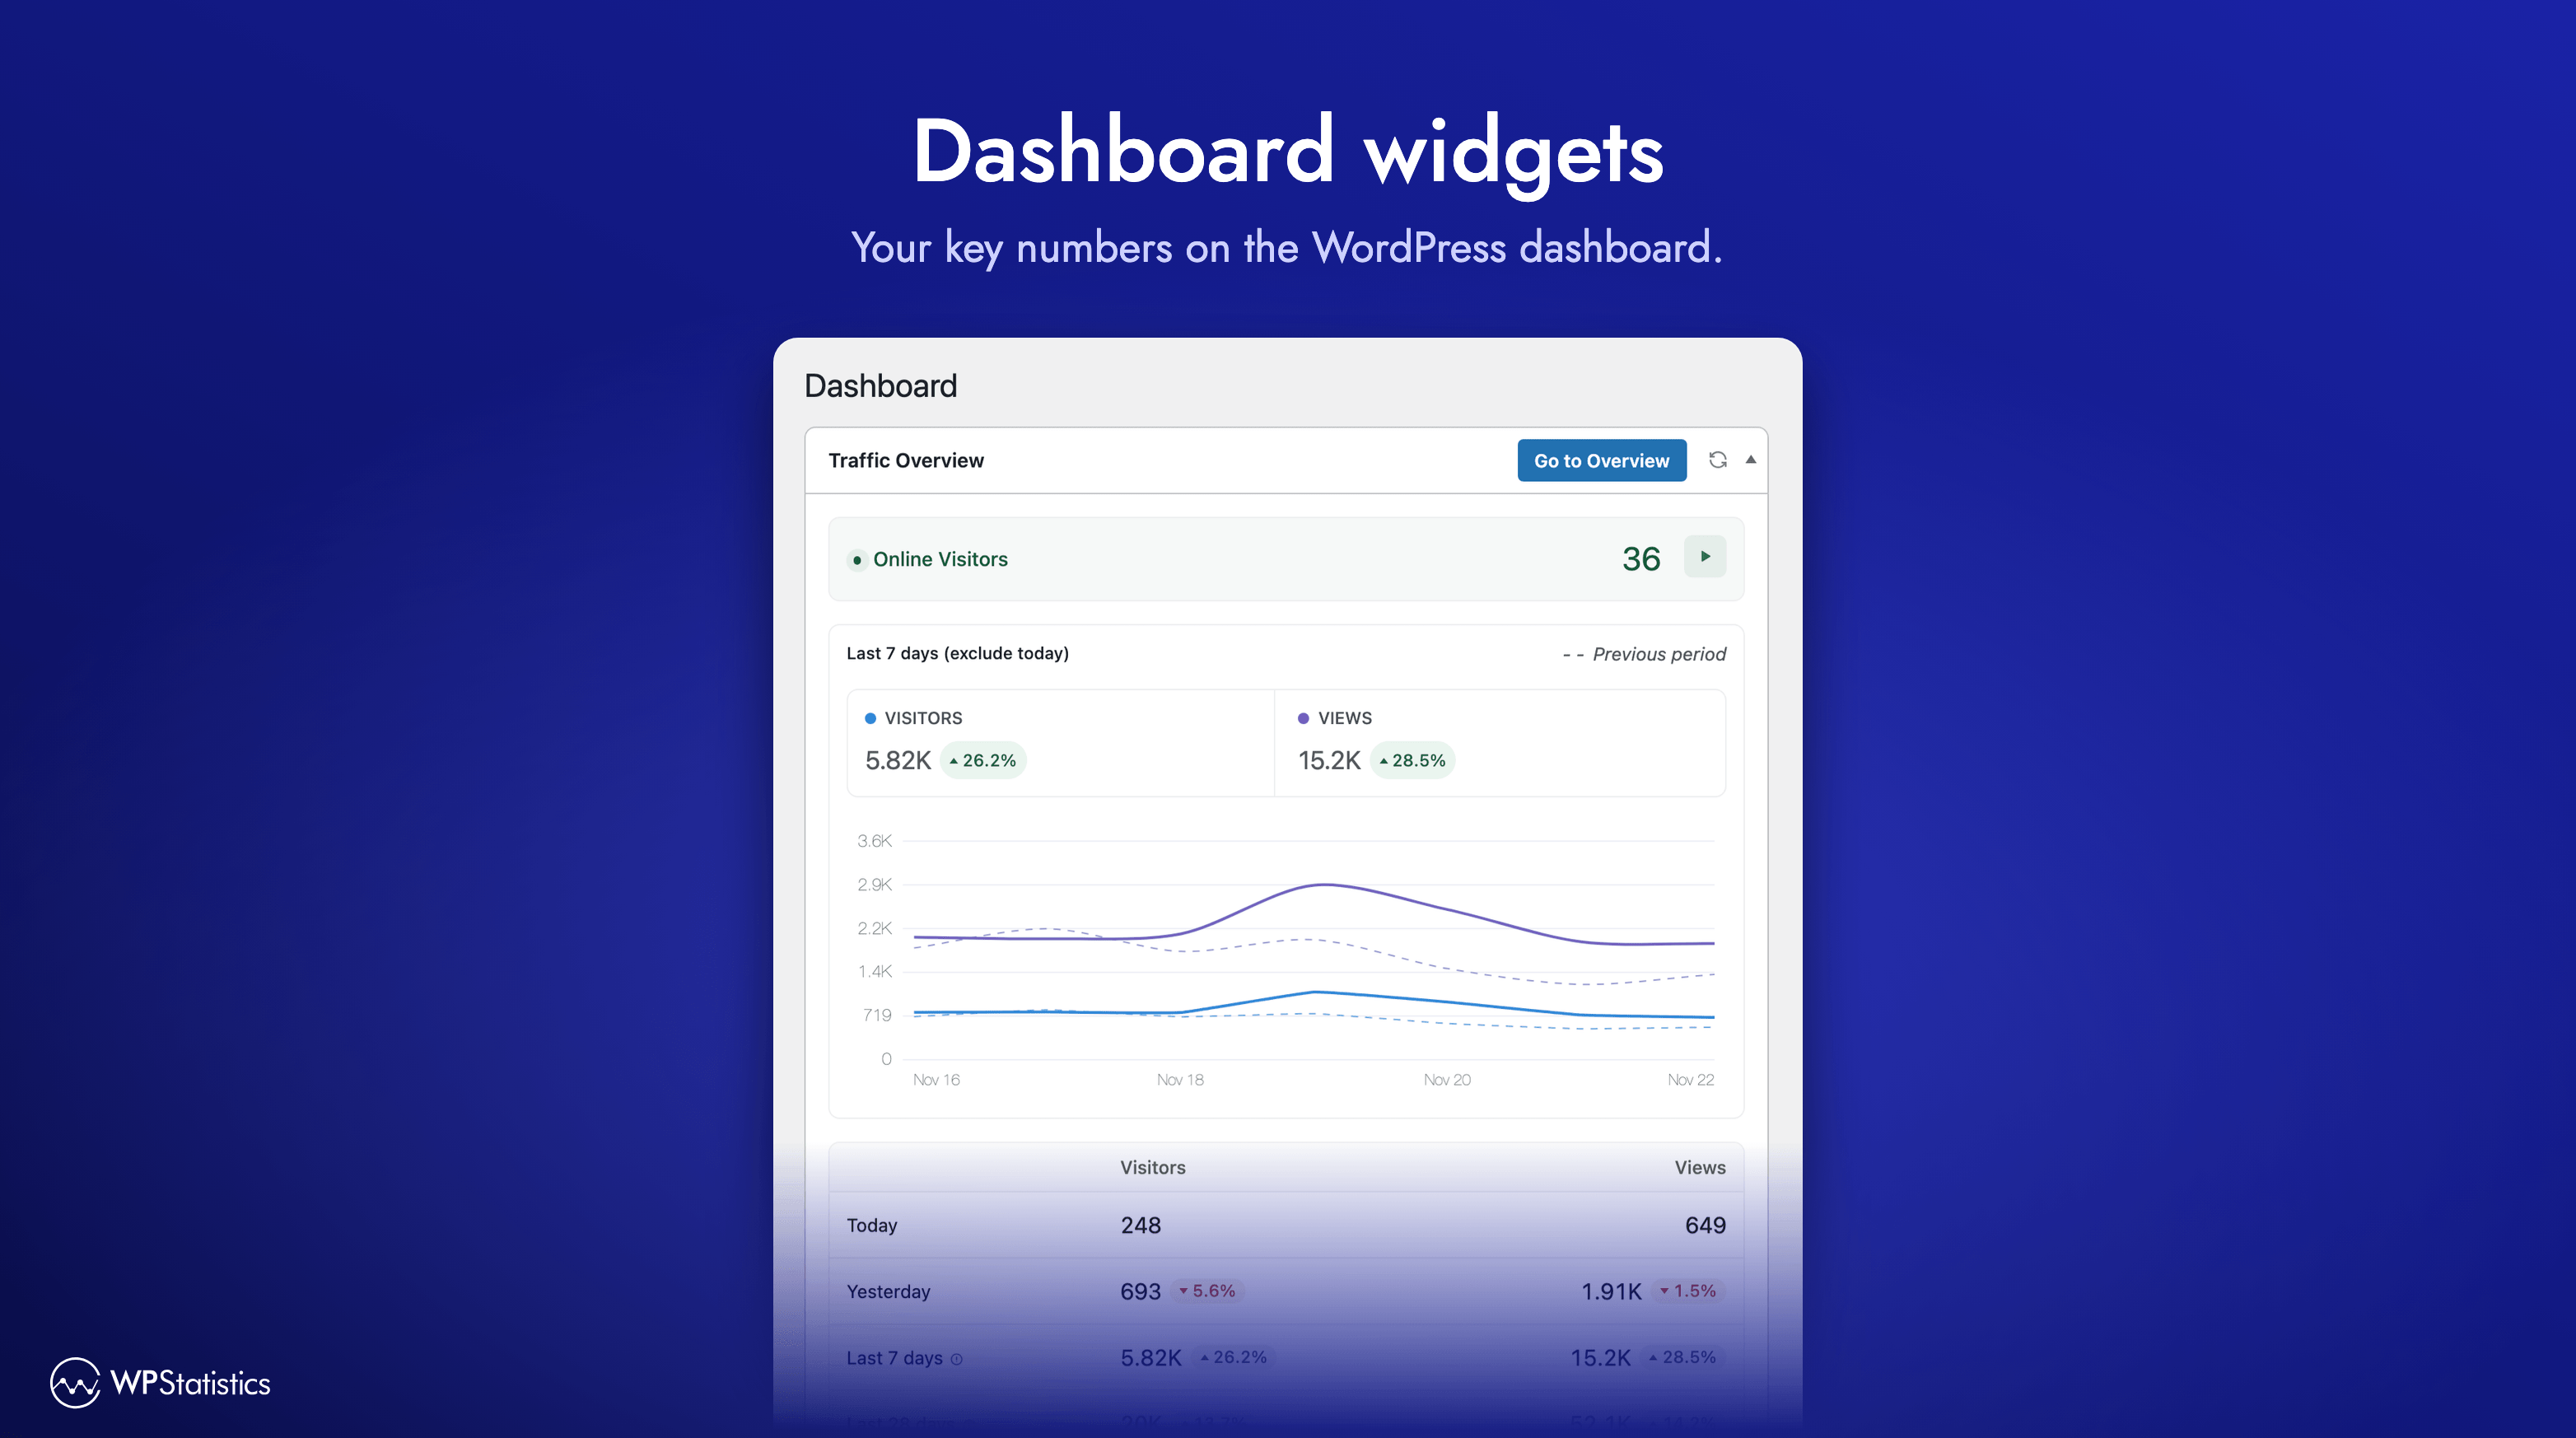 Dashboard widgets
Your key numbers on the WordPress dashboard.
Dashboard
Traffic Overview
Go to Overview
Online Visitors
36
Last 7 days (exclude today)
-- Previous period
VISITORS
VIEWS
5.82K 26.2%
15.2K 28.5%
3.6K
2.9K
2.2K
1.4K
719
0
Nov 16 Nov 18 Nov 20 Nov 22
Visitors Views
Today 248 649
Yesterday 693 5.6% 1.91K 1.5%
Last 7 days 5.82K 26.2% 15.2K 28.5%
WPStatistics